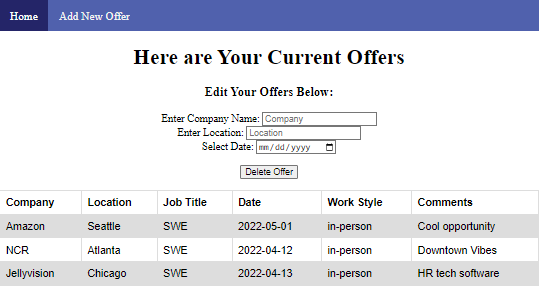 Home Add New Offer
Here are Your Current Offers
Edit Your Offers Below:
Enter Company Name: Company
Enter Location: Location
Select Date: mm/dd/yyyy
Delete Offer
Company Location Job Title Date Work Style Comments
Amazon Seattle SWE 2022-05-01 in-person Cool opportunity
NCR Atlanta SWE 2022-04-12 in-person Downtown Vibes
Jellyvision Chicago SWE 2022-04-13 in-person HR tech software